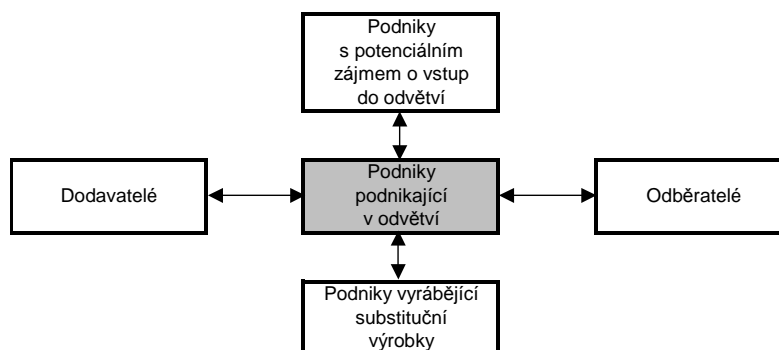 Podniky
s potenciálním
zájmem o vstup
do odvětví
Dodavatelé
Podniky
podnikající
v odvětví
Odběratelé
Podniky vyrábějící
substituční
výrobky